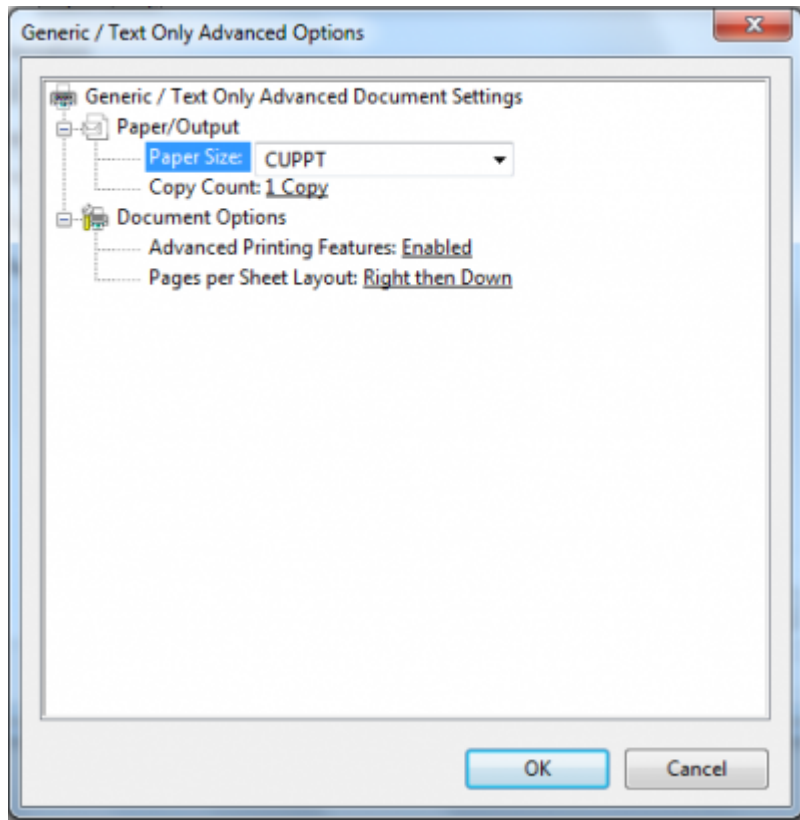 Generic / Text Only Advanced Options
Generic / Text Only Advanced Document Settings
Paper/Output
Paper Size: CUPPT
Copy Count: 1 Copy
Document Options
Advanced Printing Features: Enabled
Pages per Sheet Layout: Right then Down
OK Cancel